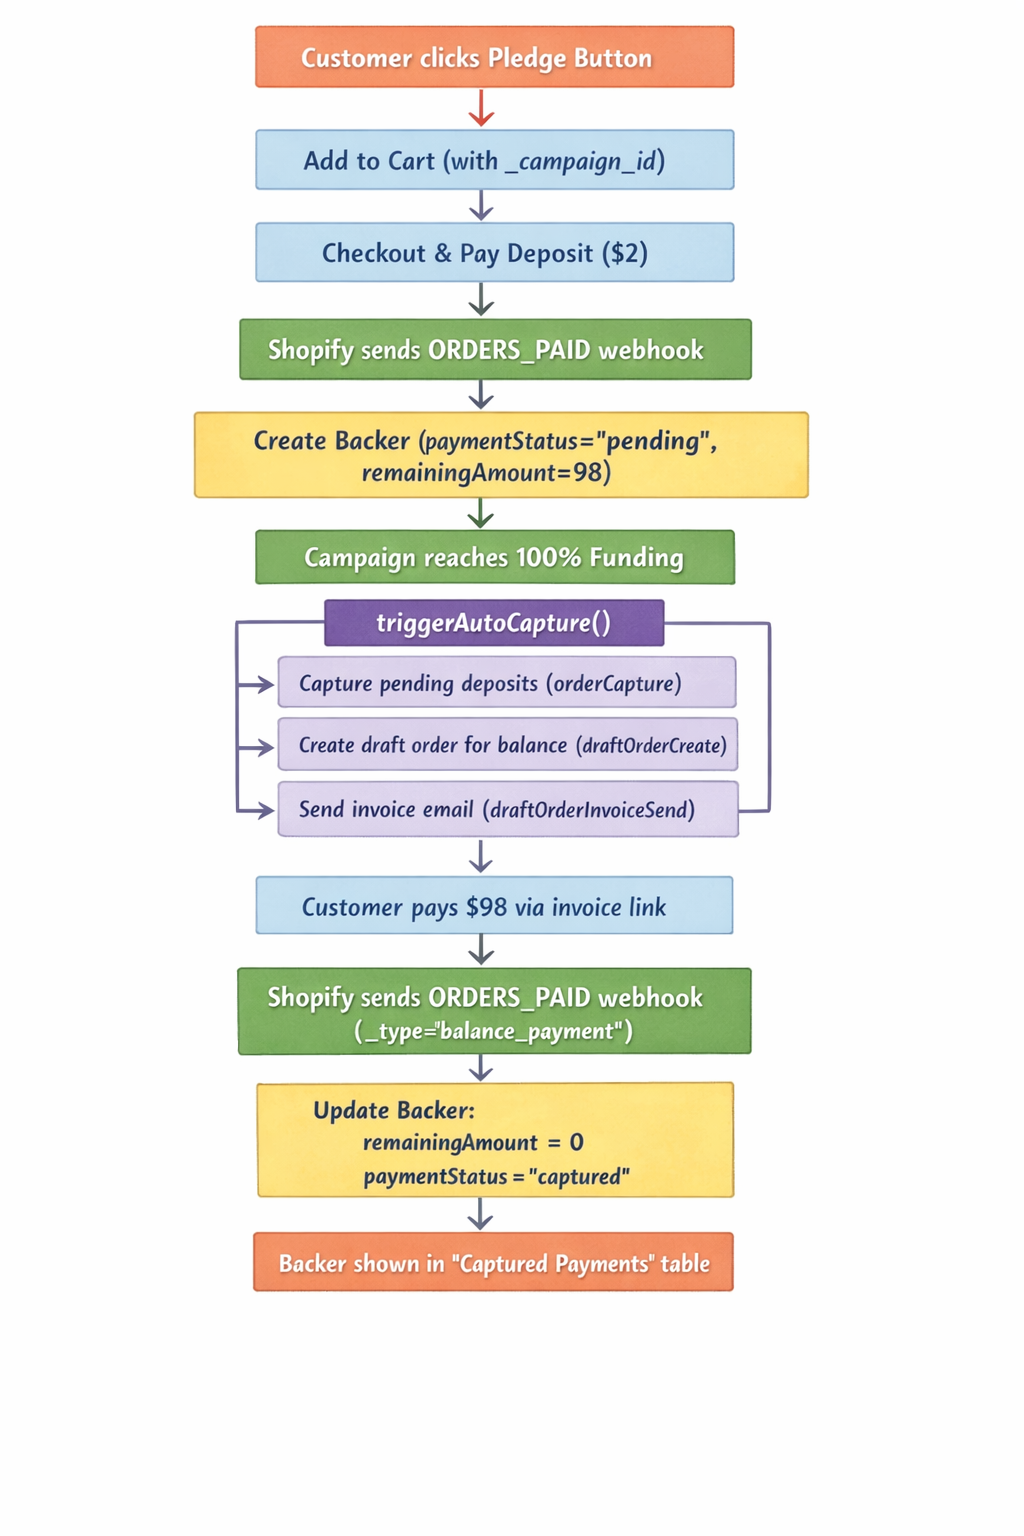 Customer clicks Pledge Button
Add to Cart (with _campaign_id)
Checkout & Pay Deposit ($2)
Shopify sends ORDERS_PAID webhook
Create Backer (paymentStatus="pending",
remainingAmount=98)
Campaign reaches 100% Funding
triggerAutoCapture()
Capture pending deposits (orderCapture)
Create draft order for balance (draftOrderCreate)
Send invoice email (draftOrderInvoiceSend)
Customer pays $98 via invoice link
Shopify sends ORDERS_PAID webhook
(_type="balance_payment")
Update Backer:
remainingAmount = 0
paymentStatus = "captured"
Backer shown in "Captured Payments" table